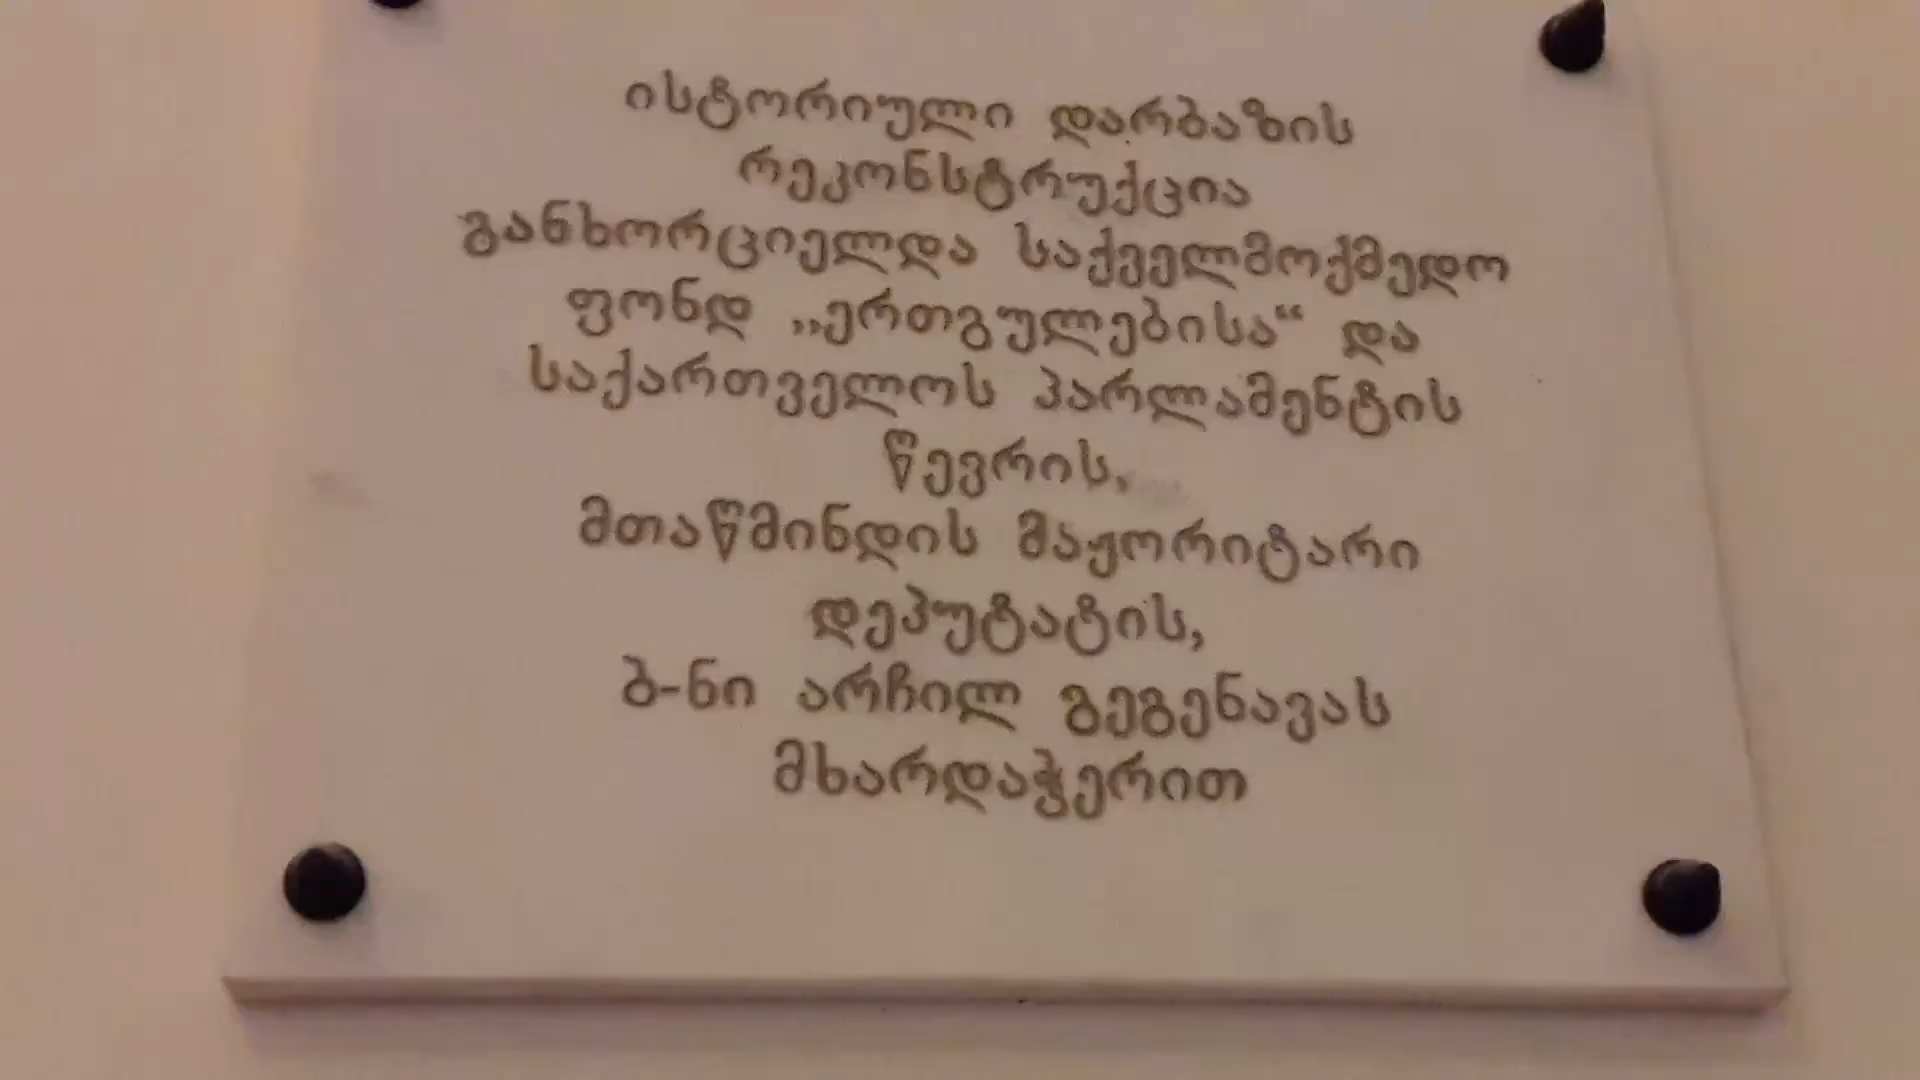 ისტორიული დარბაზის
რეკონსტრუქცია
განხორციელდა საქველმოქმედო
ფონდ „ერთგულებისა“ და
საქართველოს პარლამენტის
წევრის,
მთაწმინდის მაჟორიტარი
დეპუტატის,
ბ-ნი არჩილ გეგენავას
მხარდაჭერით